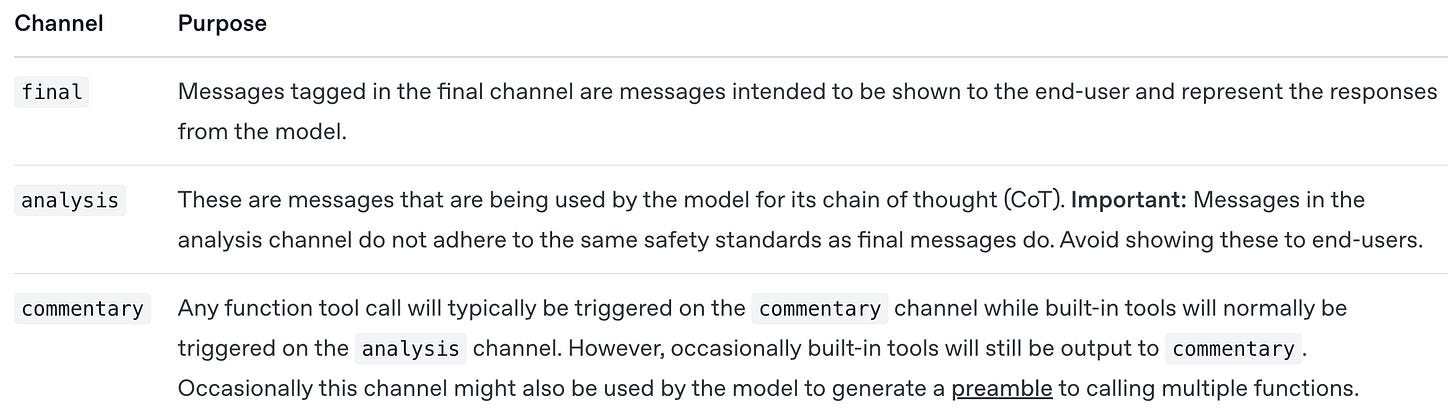 Channel Purpose
final Messages tagged in the final channel are messages intended to be shown to the end-user and represent the responses
from the model.
analysis These are messages that are being used by the model for its chain of thought (CoT). Important: Messages in the
analysis channel do not adhere to the same safety standards as final messages do. Avoid showing these to end-users.
commentary Any function tool call will typically be triggered on the commentary channel while built-in tools will normally be
triggered on the analysis channel. However, occasionally built-in tools will still be output to commentary.
Occasionally this channel might also be used by the model to generate a preamble to calling multiple functions.